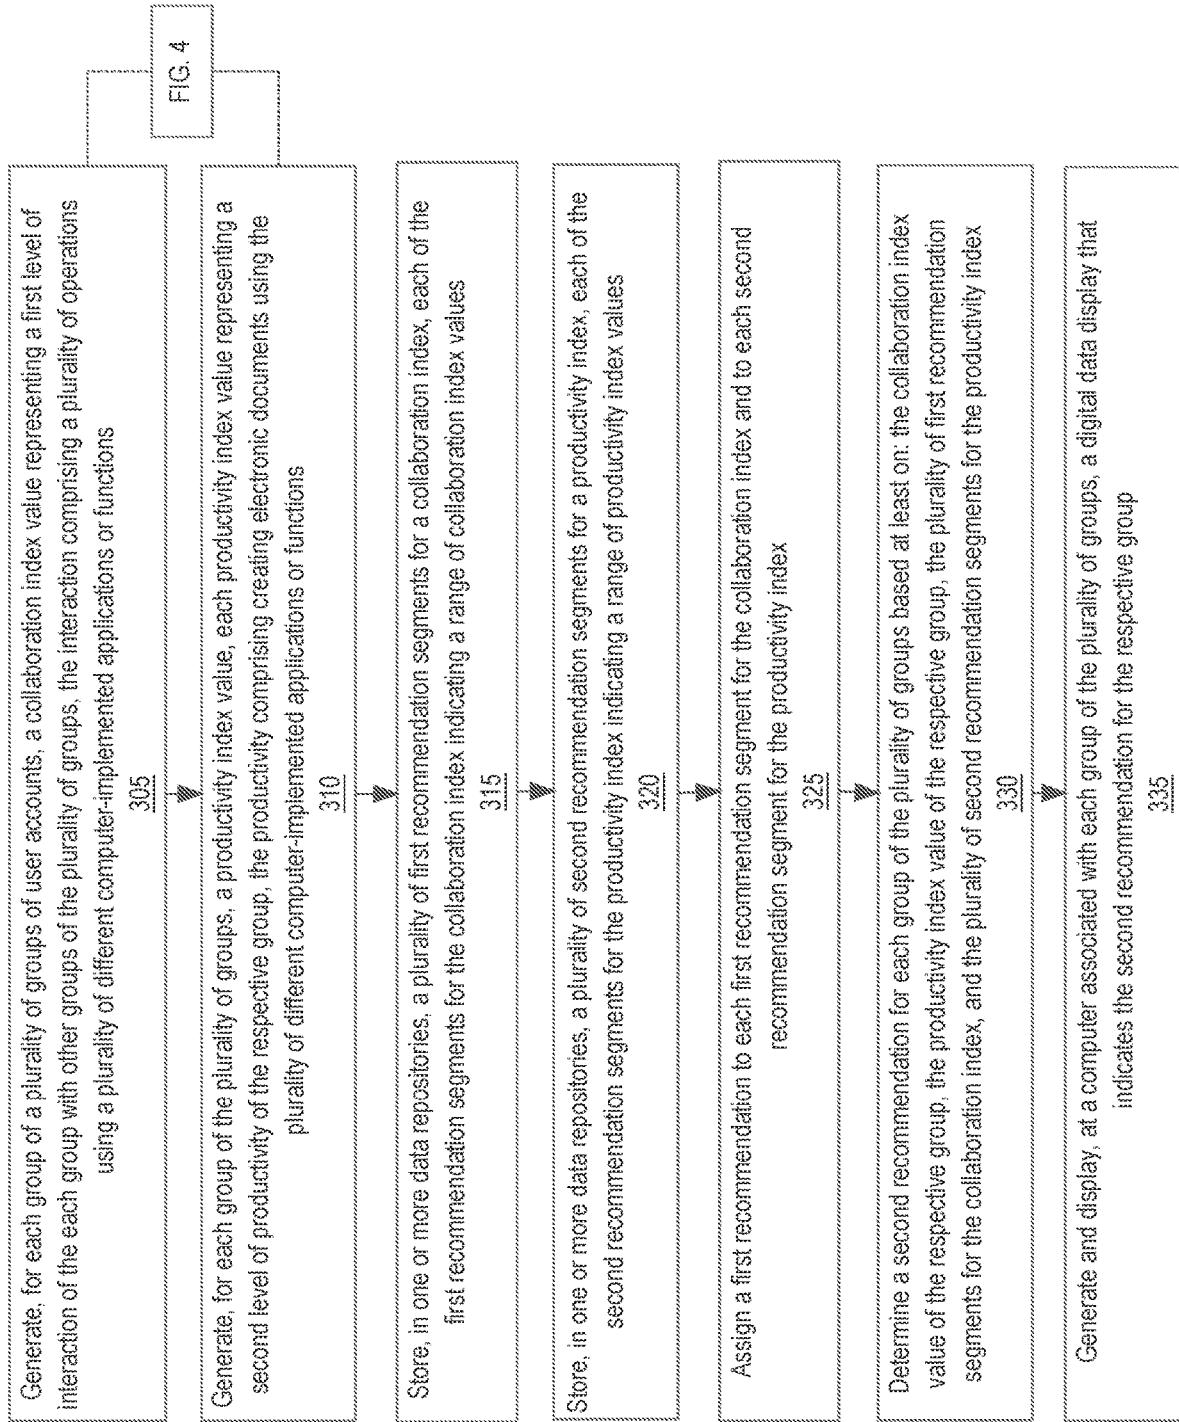 Generate, for each group of a plurality of groups of user accounts, a collaboration index value representing a first level of
interaction of the each group with other groups of the plurality of groups, the interaction comprising a plurality of operations
using a plurality of different computer-implemented applications or functions
305
FIG. 4
Generate, for each group of the plurality of groups, a productivity index value, each productivity index value representing a
second level of productivity of the respective group, the productivity comprising creating electronic documents using the
plurality of different computer-implemented applications or functions
310
Store, in one or more data repositories, a plurality of first recommendation segments for a collaboration index, each of the
first recommendation segments for the collaboration index indicating a range of collaboration index values
315
Store, in one or more data repositories, a plurality of second recommendation segments for a productivity index, each of the
second recommendation segments for the productivity index indicating a range of productivity index values
320
Assign a first recommendation to each first recommendation segment for the collaboration index and to each second
recommendation segment for the productivity index
325
Determine a second recommendation for each group of the plurality of groups based at least on: the collaboration index
value of the respective group, the productivity index value of the respective group, the plurality of first recommendation
segments for the collaboration index, and the plurality of second recommendation segments for the productivity index
330
Generate and display, at a computer associated with each group of the plurality of groups, a digital data display that
indicates the second recommendation for the respective group
335